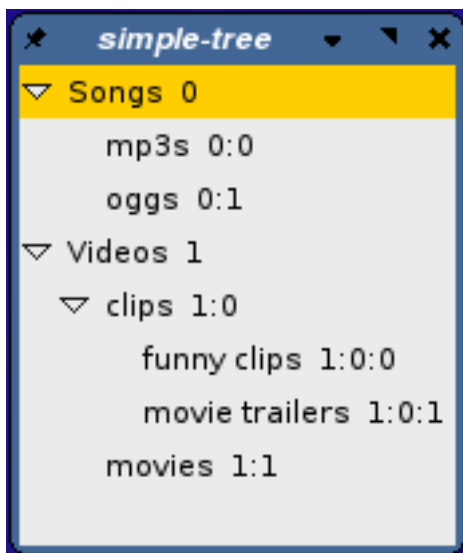 simple-tree
Songs 0
mp3s 0:0
oggs 0:1
Videos 1
clips 1:0
funny clips 1:0:0
movie trailers 1:0:1
movies 1:1